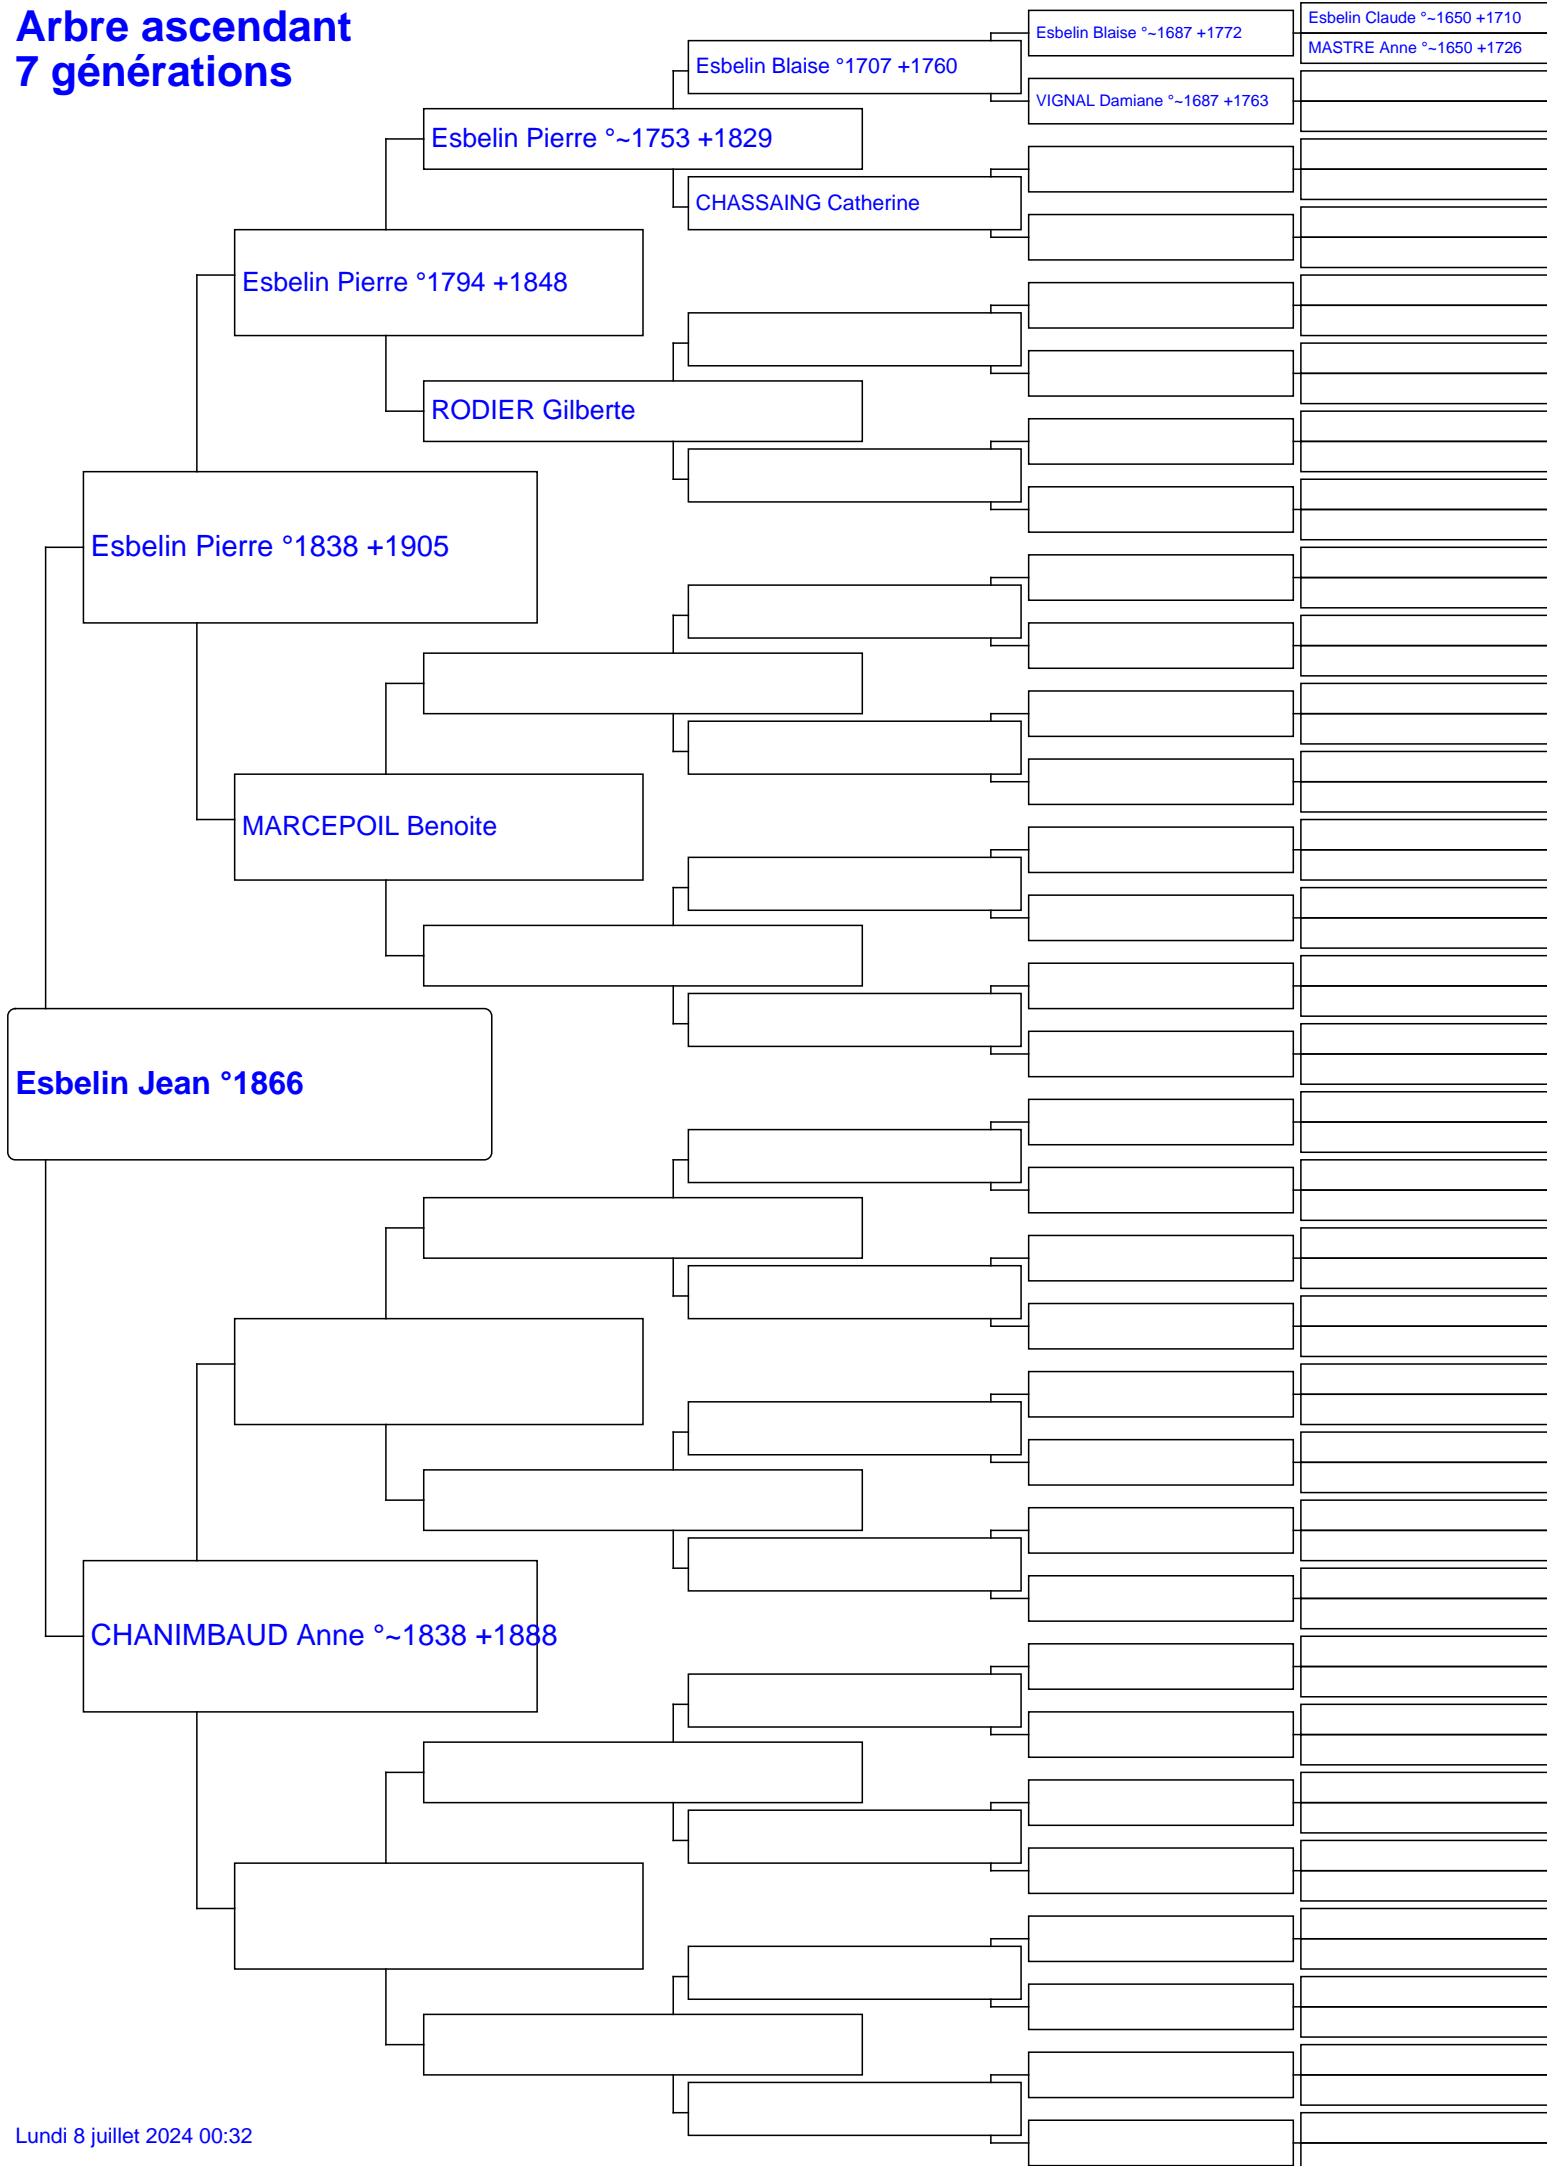 Arbre ascendant
7 générations
Esbelin Claude °~1650 +1710
Esbelin Blaise °~1687 +1772
MASTRE Anne °~1650 +1726
Esbelin Blaise °1707 +1760
VIGNAL Damiane °~1687 +1763
Esbelin Pierre °~1753 +1829
CHASSAING Catherine
Esbelin Pierre °1794 +1848
RODIER Gilberte
Esbelin Pierre °1838 +1905
MARCEPOIL Benoite
Esbelin Jean °1866
CHANIMBAUD Anne °~1838 +1888
Lundi 8 juillet 2024 00:32